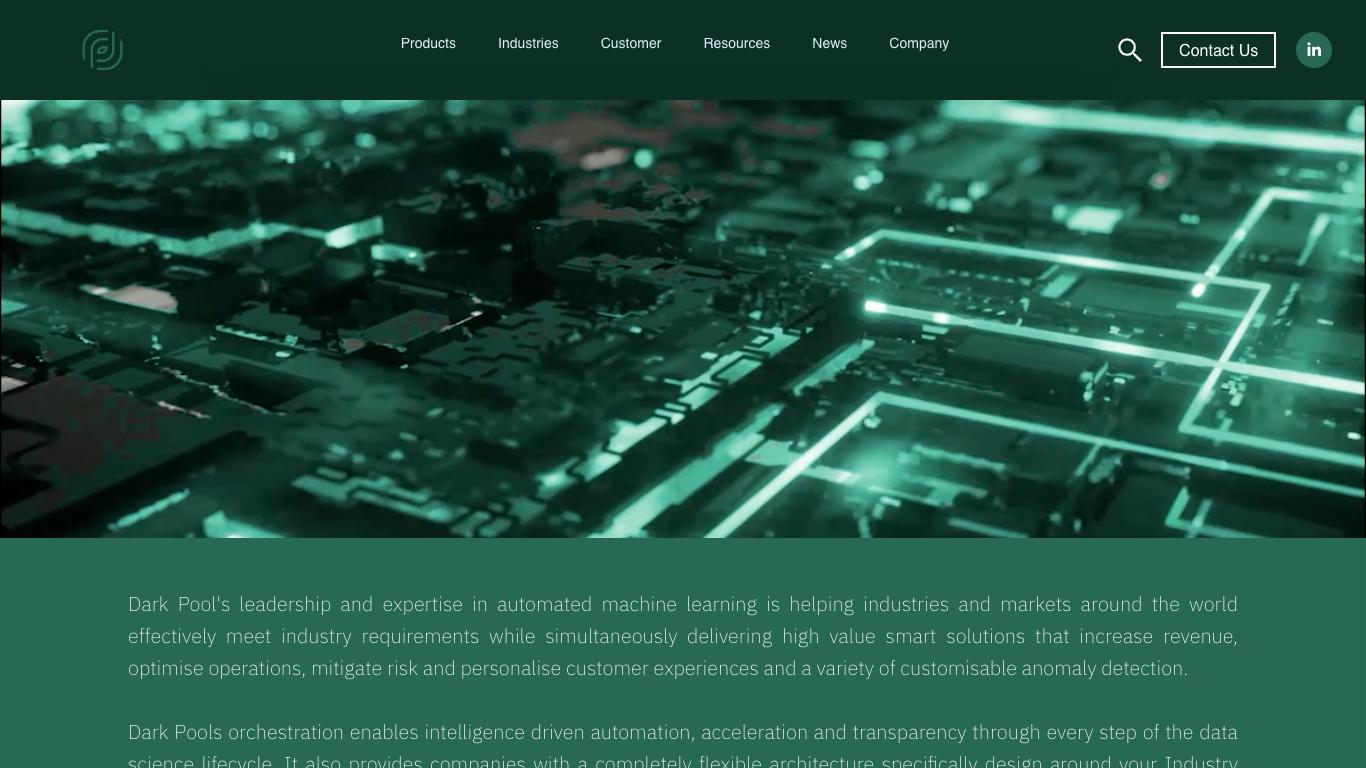 Products Industries Customer Resources News Company
Contact Us
in
Dark Pool's leadership and expertise in automated machine learning is helping industries and markets around the world
effectively meet industry requirements while simultaneously delivering high value smart solutions that increase revenue,
optimise operations, mitigate risk and personalise customer experiences and a variety of customisable anomaly detection.
Dark Pools orchestration enables intelligence driven automation, acceleration and transparency through every step of the data
science lifecycle. It also provides companies with a completely flexible architecture specifically design around your Industry